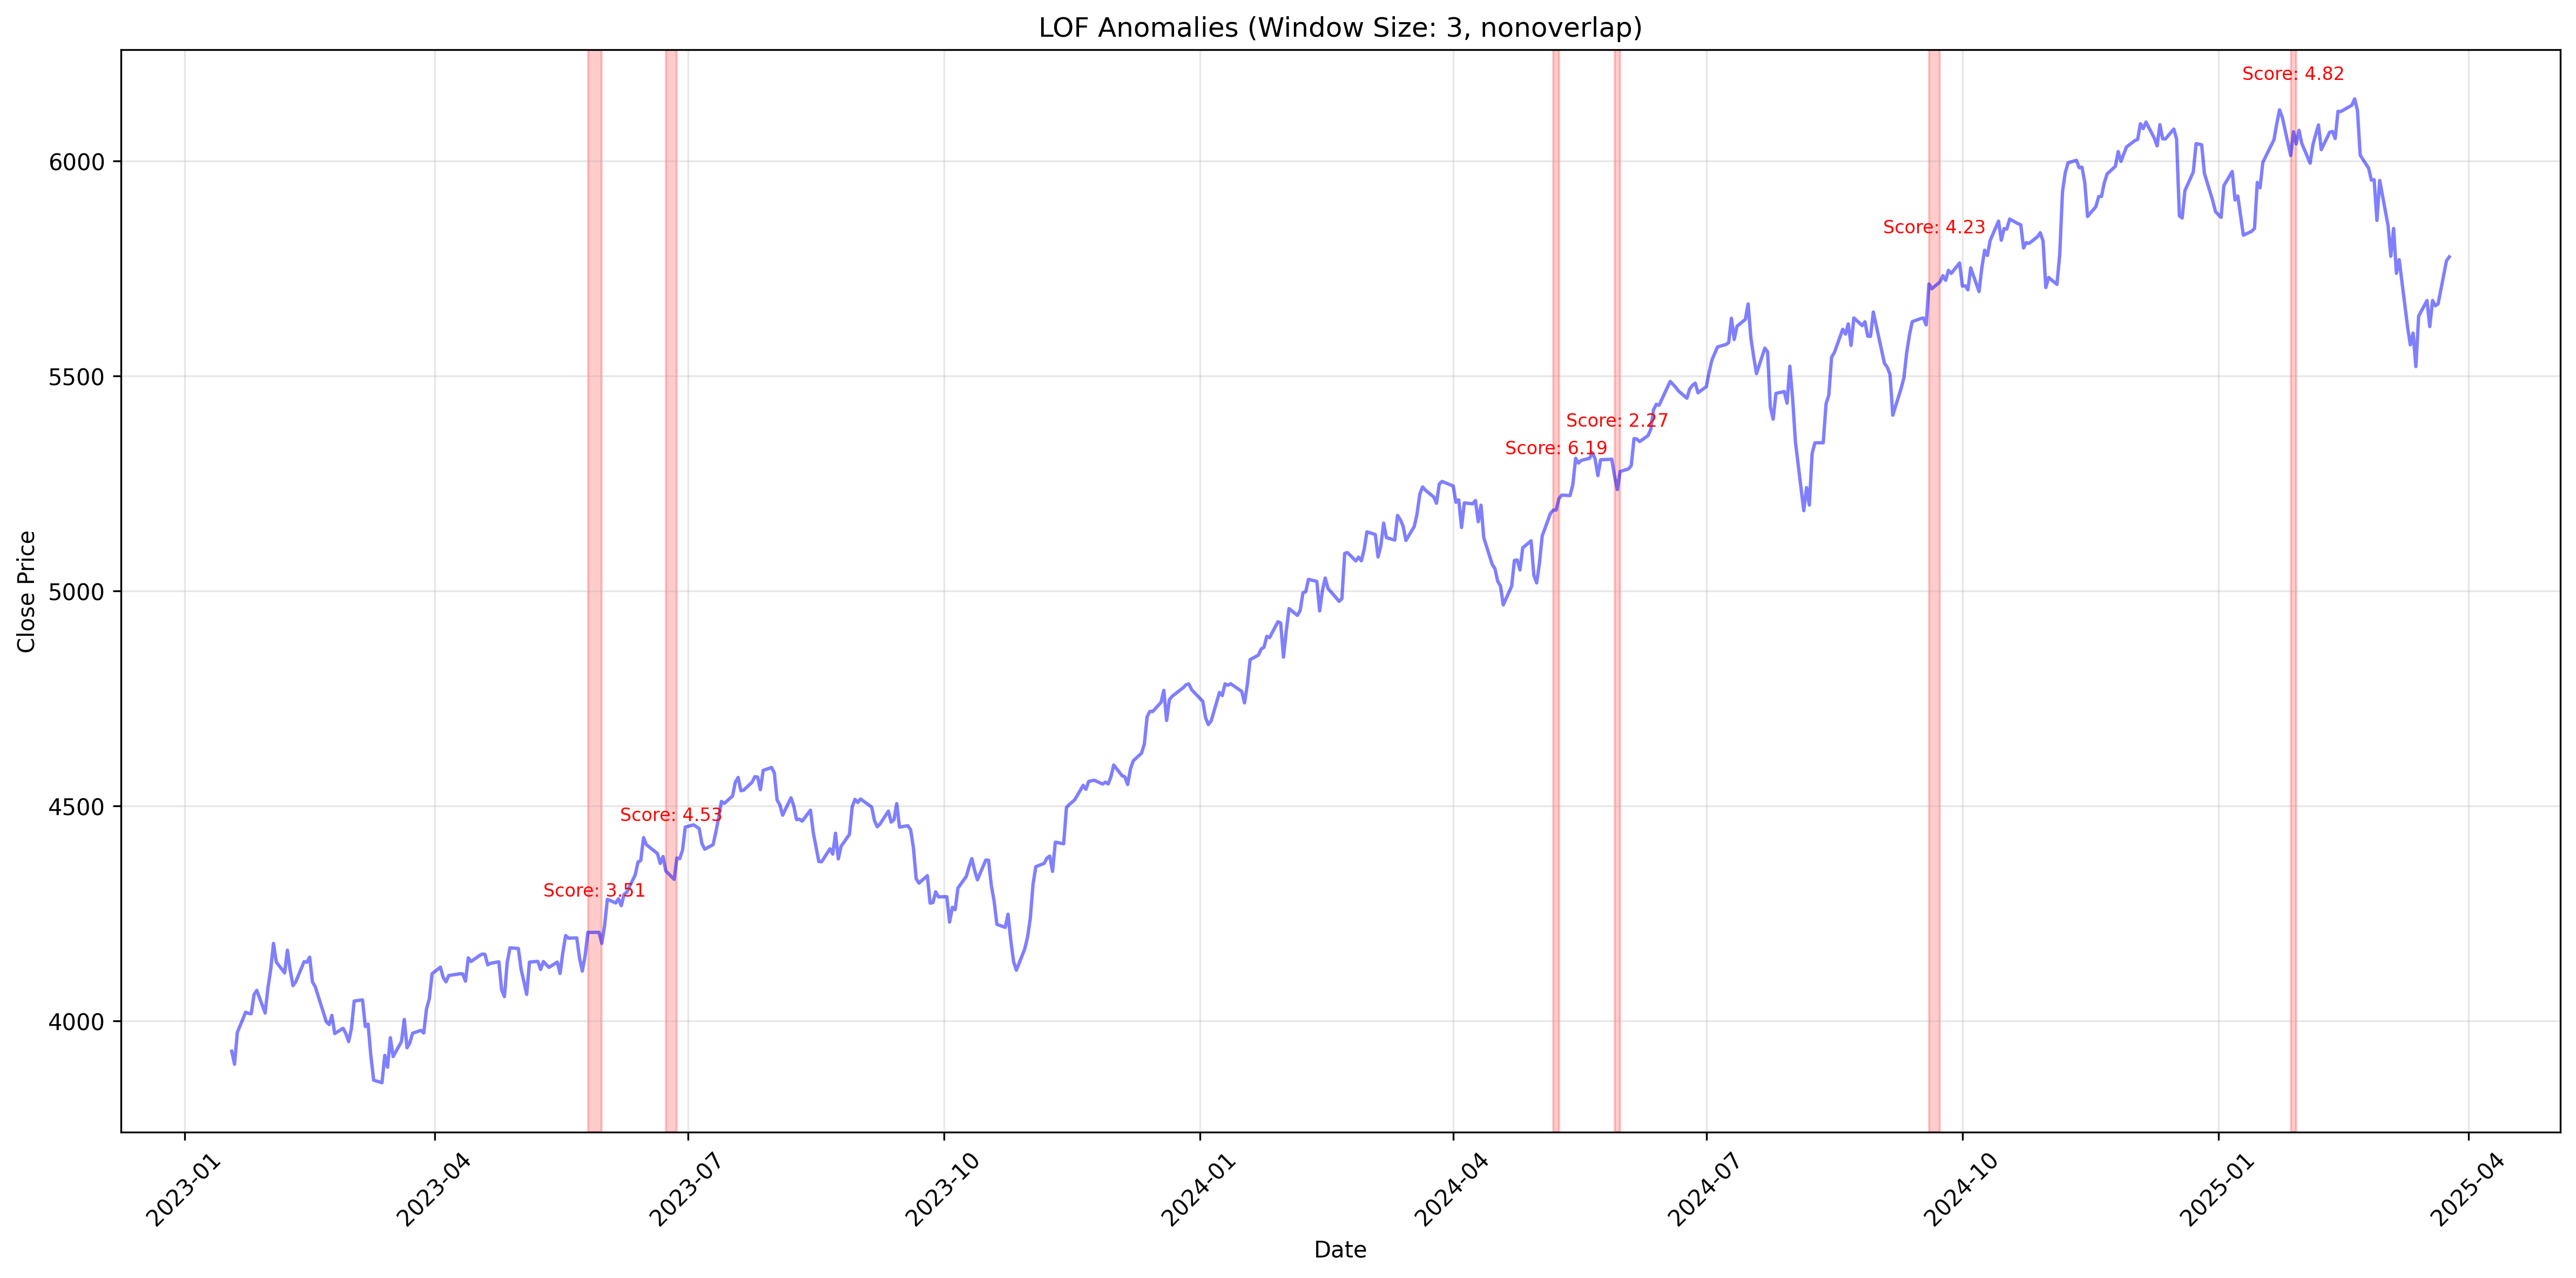 LOF Anomalies (Window Size: 3, nonoverlap)
Score: 4.82
6000
Score: 4.23
5500
Score: 2.27
Score: 6.19
5000
Close Price
4500
Score: 4.53
Score: 3.51
4000
2023-01
2023-04
2023-07
2023-10
2024-01
2024-04
2024-07
2024-10
2025-01
2025-04
Date